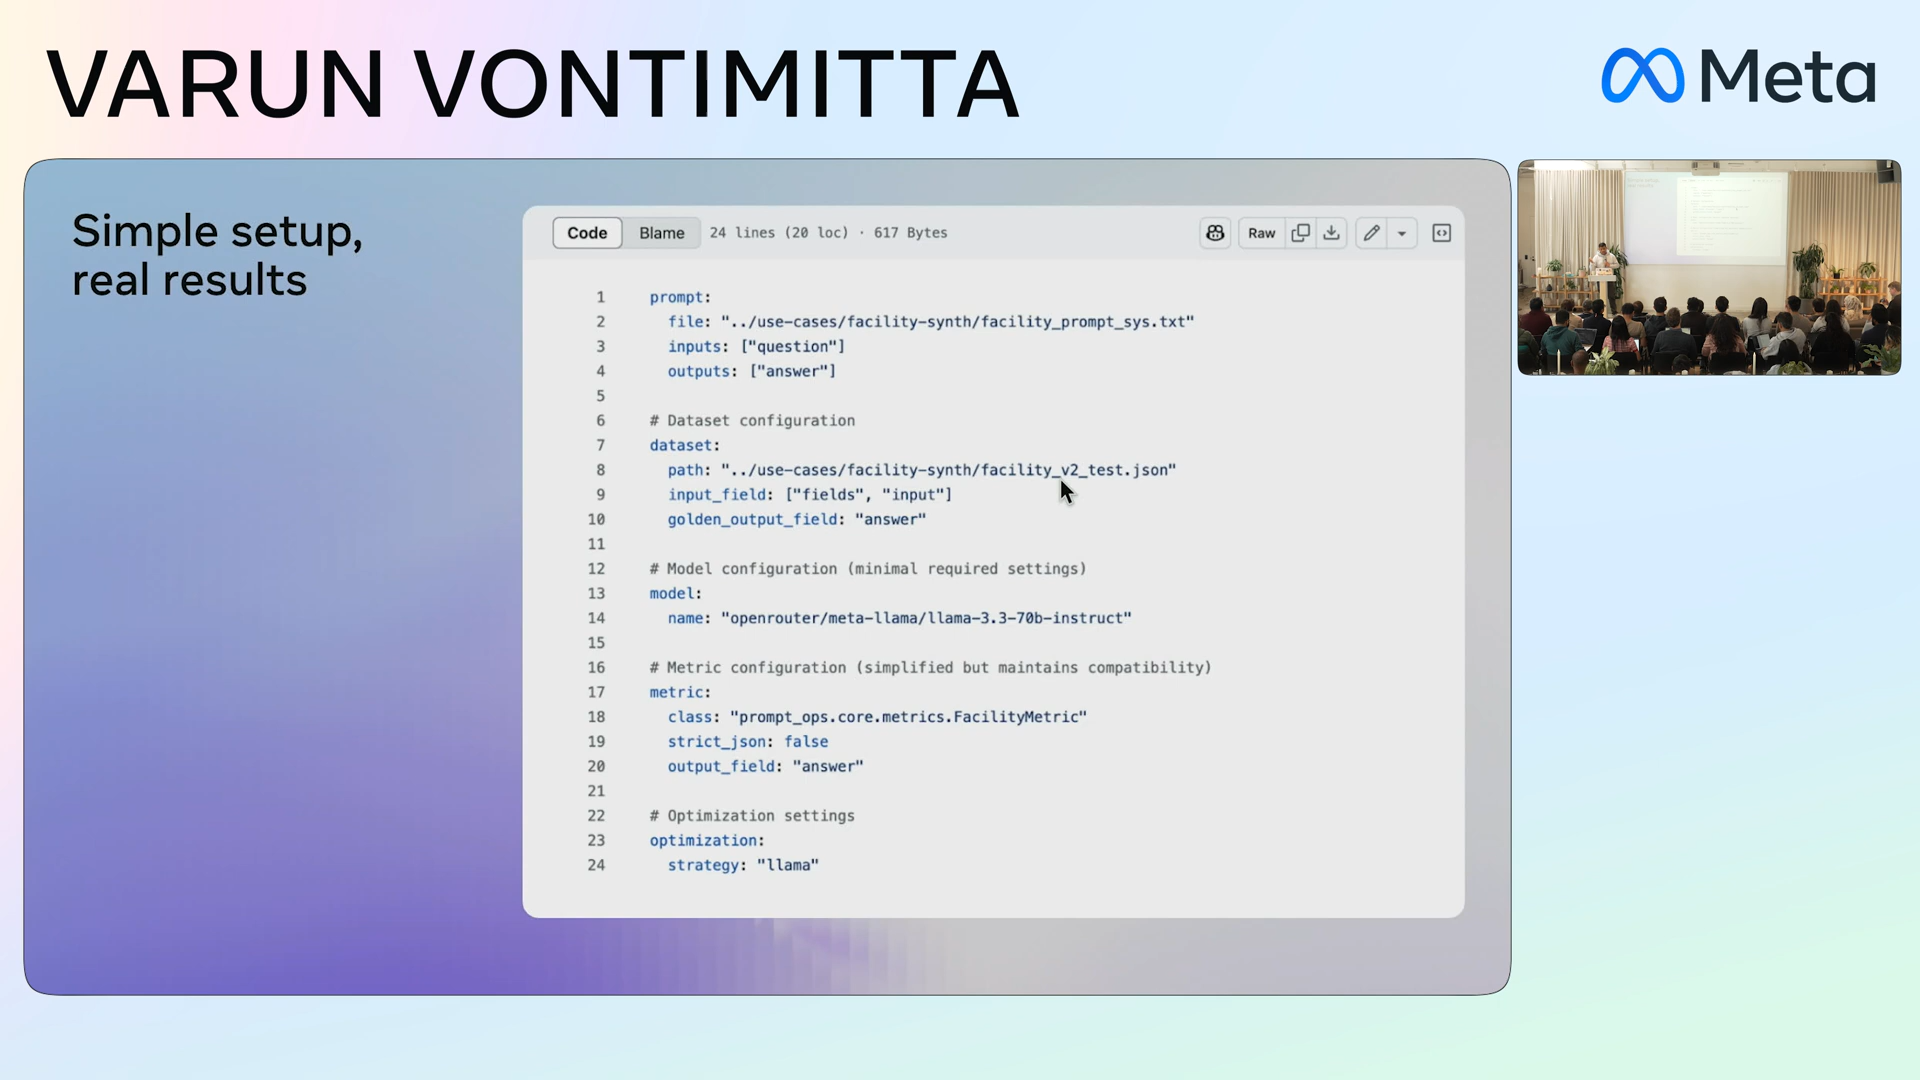 VARUN VONTIMITTA
Meta
Simple setup,
real results
Code Blame 24 lines (20 loc) · 617 Bytes Raw
1 prompt:
2 file: "../use-cases/facility-synth/facility_prompt_sys.txt"
3 inputs: ["question"]
4 outputs: ["answer"]
5
6 # Dataset configuration
7 dataset:
8 path: "../use-cases/facility-synth/facility_v2_test.json"
9 input_field: ["fields", "input"]
10 golden_output_field: "answer"
11
12 # Model configuration (minimal required settings)
13 model:
14 name: "openrouter/meta-llama/llama-3.3-70b-instruct"
15
16 # Metric configuration (simplified but maintains compatibility)
17 metric:
18 class: "prompt_ops.core.metrics.FacilityMetric"
19 strict_json: false
20 output_field: "answer"
21
22 # Optimization settings
23 optimization:
24 strategy: "llama"